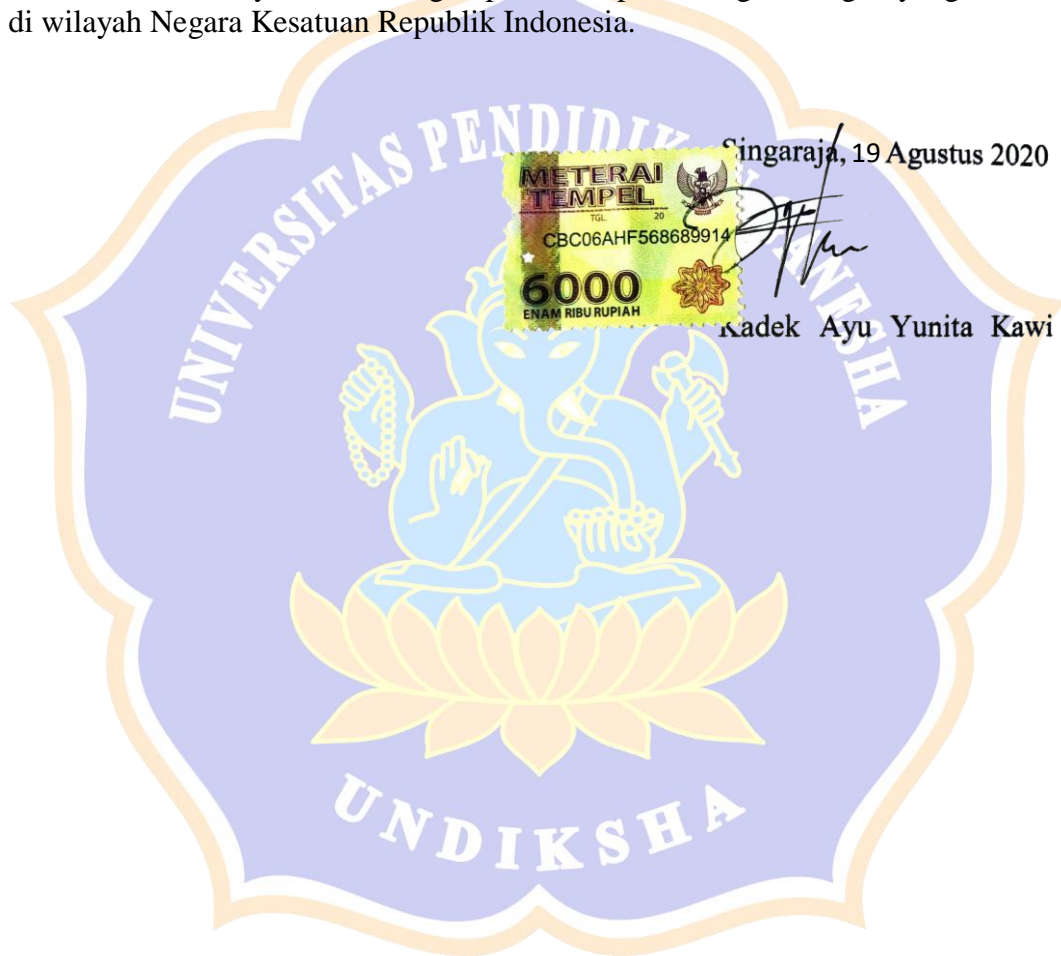 di wilayah Negara Kesatuan Republik Indonesia.
UNIVERSITAS PENDIDIKAN GANESHA
Singaraja, 19 Agustus 2020
METERAI
TEMPEL
TGL. 20
CBC06AHF568689914
6000
ENAM RIBU RUPIAH
Kadek Ayu Yunita Kawi
UNDIKSHA